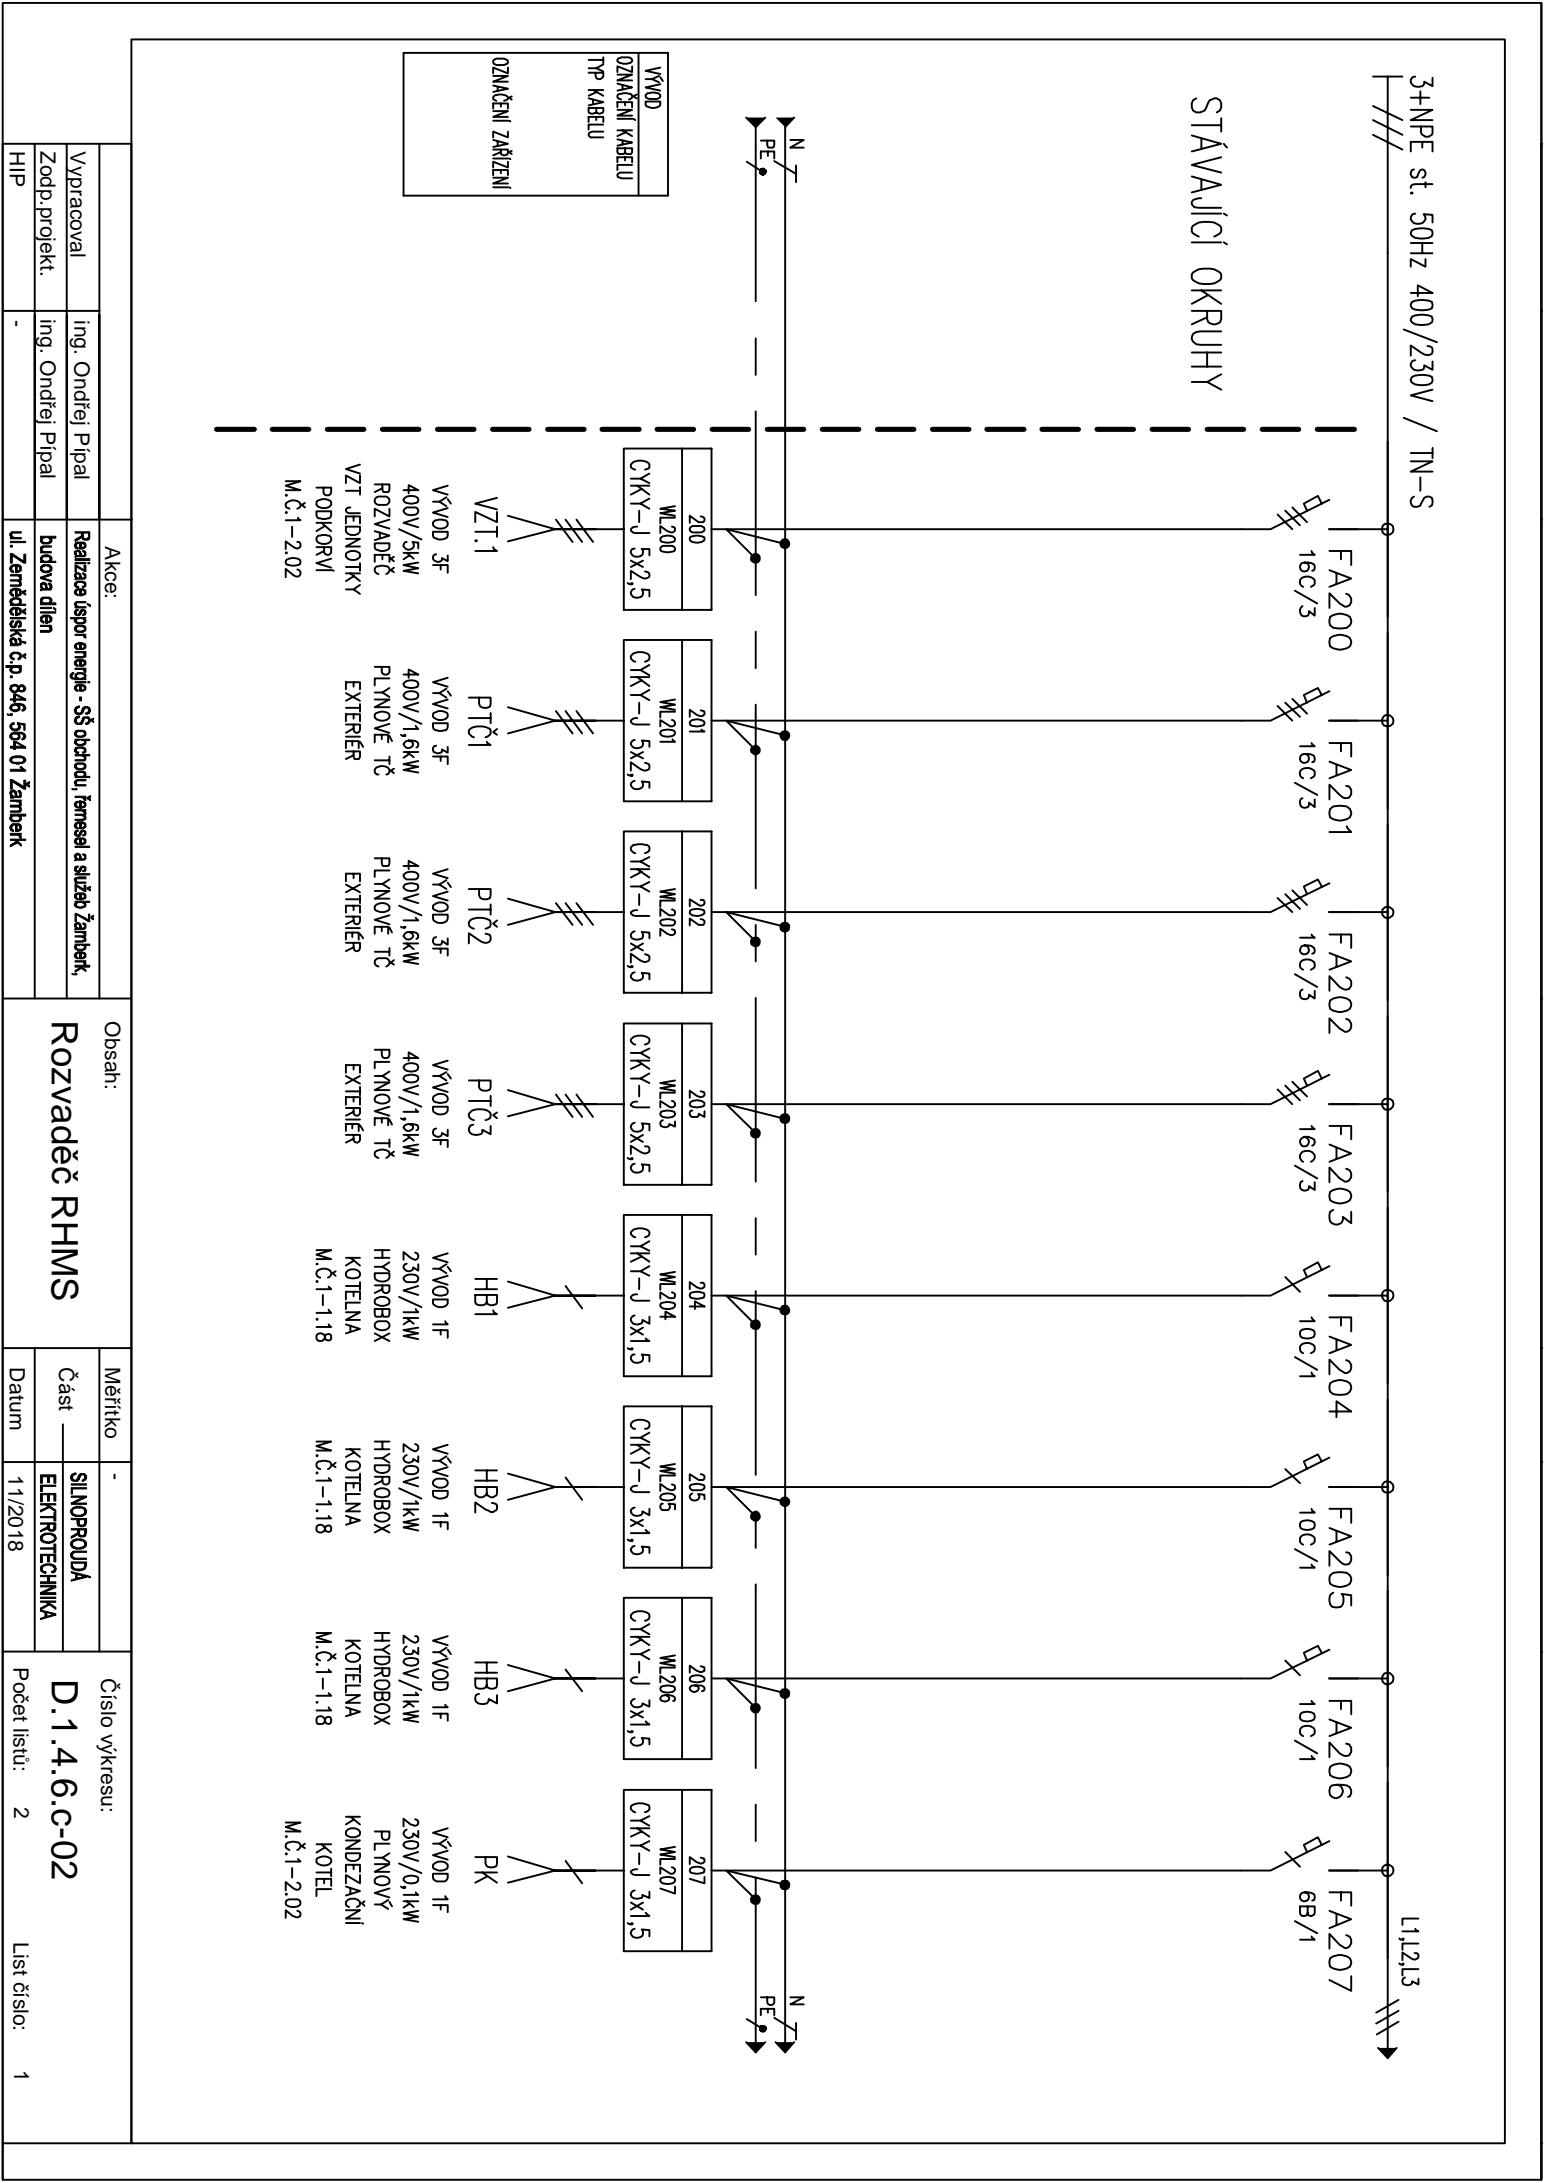 3+NPE st. 50Hz 400/230V / TN-S
L1,L2,L3
STÁVAJÍCÍ OKRUHY
FA200
16C/3
FA201
16C/3
FA202
16C/3
FA203
16C/3
FA204
10C/1
FA205
10C/1
FA206
10C/1
FA207
6B/1
N
PE
N
PE
VÝVOD
OZNAČENÍ KABELU
TYP KABELU
OZNAČENÍ ZAŘÍZENÍ
200
WL200
CYKY-J 5x2,5
VZT.1
VÝVOD 3F
400V/5kW
ROZVADĚČ
VZT JEDNOTKY
PODKORVÍ
M.Č.1-2.02
201
WL201
CYKY-J 5x2,5
PTČ1
VÝVOD 3F
400V/1,6kW
PLYNOVÉ TČ
EXTERIÉR
202
WL202
CYKY-J 5x2,5
PTČ2
VÝVOD 3F
400V/1,6kW
PLYNOVÉ TČ
EXTERIÉR
203
WL203
CYKY-J 5x2,5
PTČ3
VÝVOD 3F
400V/1,6kW
PLYNOVÉ TČ
EXTERIÉR
204
WL204
CYKY-J 3x1,5
HB1
VÝVOD 1F
230V/1kW
HYDROBOX
KOTELNA
M.Č.1-1.18
205
WL205
CYKY-J 3x1,5
HB2
VÝVOD 1F
230V/1kW
HYDROBOX
KOTELNA
M.Č.1-1.18
206
WL206
CYKY-J 3x1,5
HB3
VÝVOD 1F
230V/1kW
HYDROBOX
KOTELNA
M.Č.1-1.18
207
WL207
CYKY-J 3x1,5
PK
VÝVOD 1F
230V/0,1kW
PLYNOVÝ
KONDEZAČNÍ
KOTEL
M.Č.1-2.02
Vypracoval ing. Ondřej Pípal
Zodp.projekt. ing. Ondřej Pípal
HIP -
Akce:
Realizace úspor energie - SŠ obchodu, řemesel a služeb Žamberk,
budova dílen
ul. Zemědělská č.p. 846, 564 01 Žamberk
Obsah:
Rozvaděč RHMS
Měřítko -
Část SILNOPROUDÁ
ELEKTROTECHNIKA
Datum 11/2018
Číslo výkresu:
D.1.4.6.c-02
Počet listů: 2 List číslo: 1